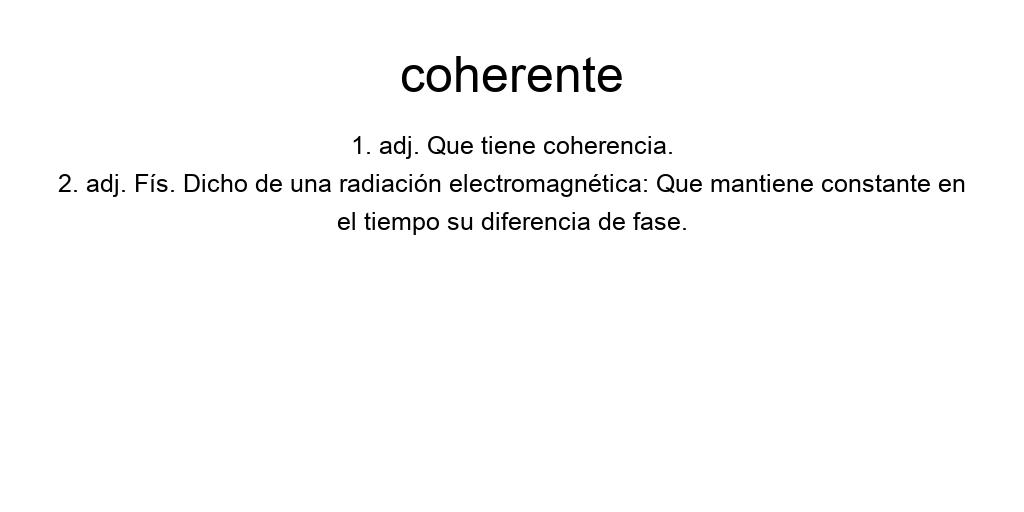 coherente
1. adj. Que tiene coherencia.
2. adj. Fís. Dicho de una radiación electromagnética: Que mantiene constante en
el tiempo su diferencia de fase.